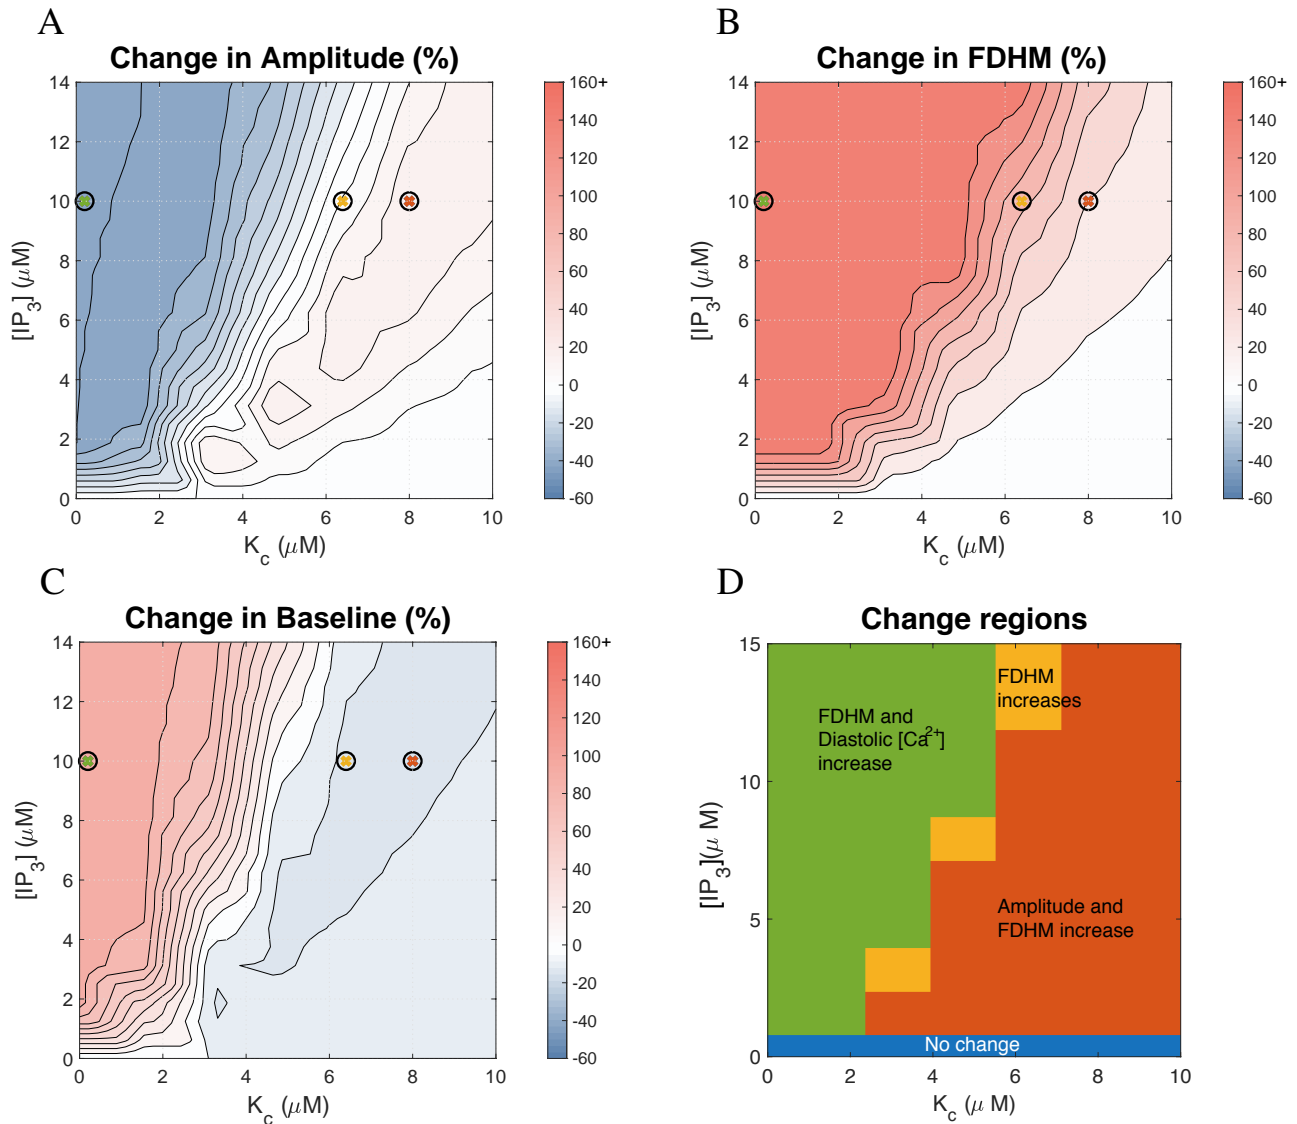 A
Change in Amplitude (%)
14
12
10
8
6
4
2
0
0 2 4 6 8 10
[IP3] (μM)
Kc (μM)
160+
140
120
100
80
60
40
20
0
-20
-40
-60
B
Change in FDHM (%)
14
12
10
8
6
4
2
0
0 2 4 6 8 10
[IP3] (μM)
Kc (μM)
160+
140
120
100
80
60
40
20
0
-20
-40
-60
C
Change in Baseline (%)
14
12
10
8
6
4
2
0
0 2 4 6 8 10
[IP3] (μM)
Kc (μM)
160+
140
120
100
80
60
40
20
0
-20
-40
-60
D
Change regions
15
10
5
0
0 2 4 6 8 10
[IP3](μ M)
Kc (μ M)
FDHM and
Diastolic [Ca2+]
increase
FDHM
increases
Amplitude and
FDHM increase
No change